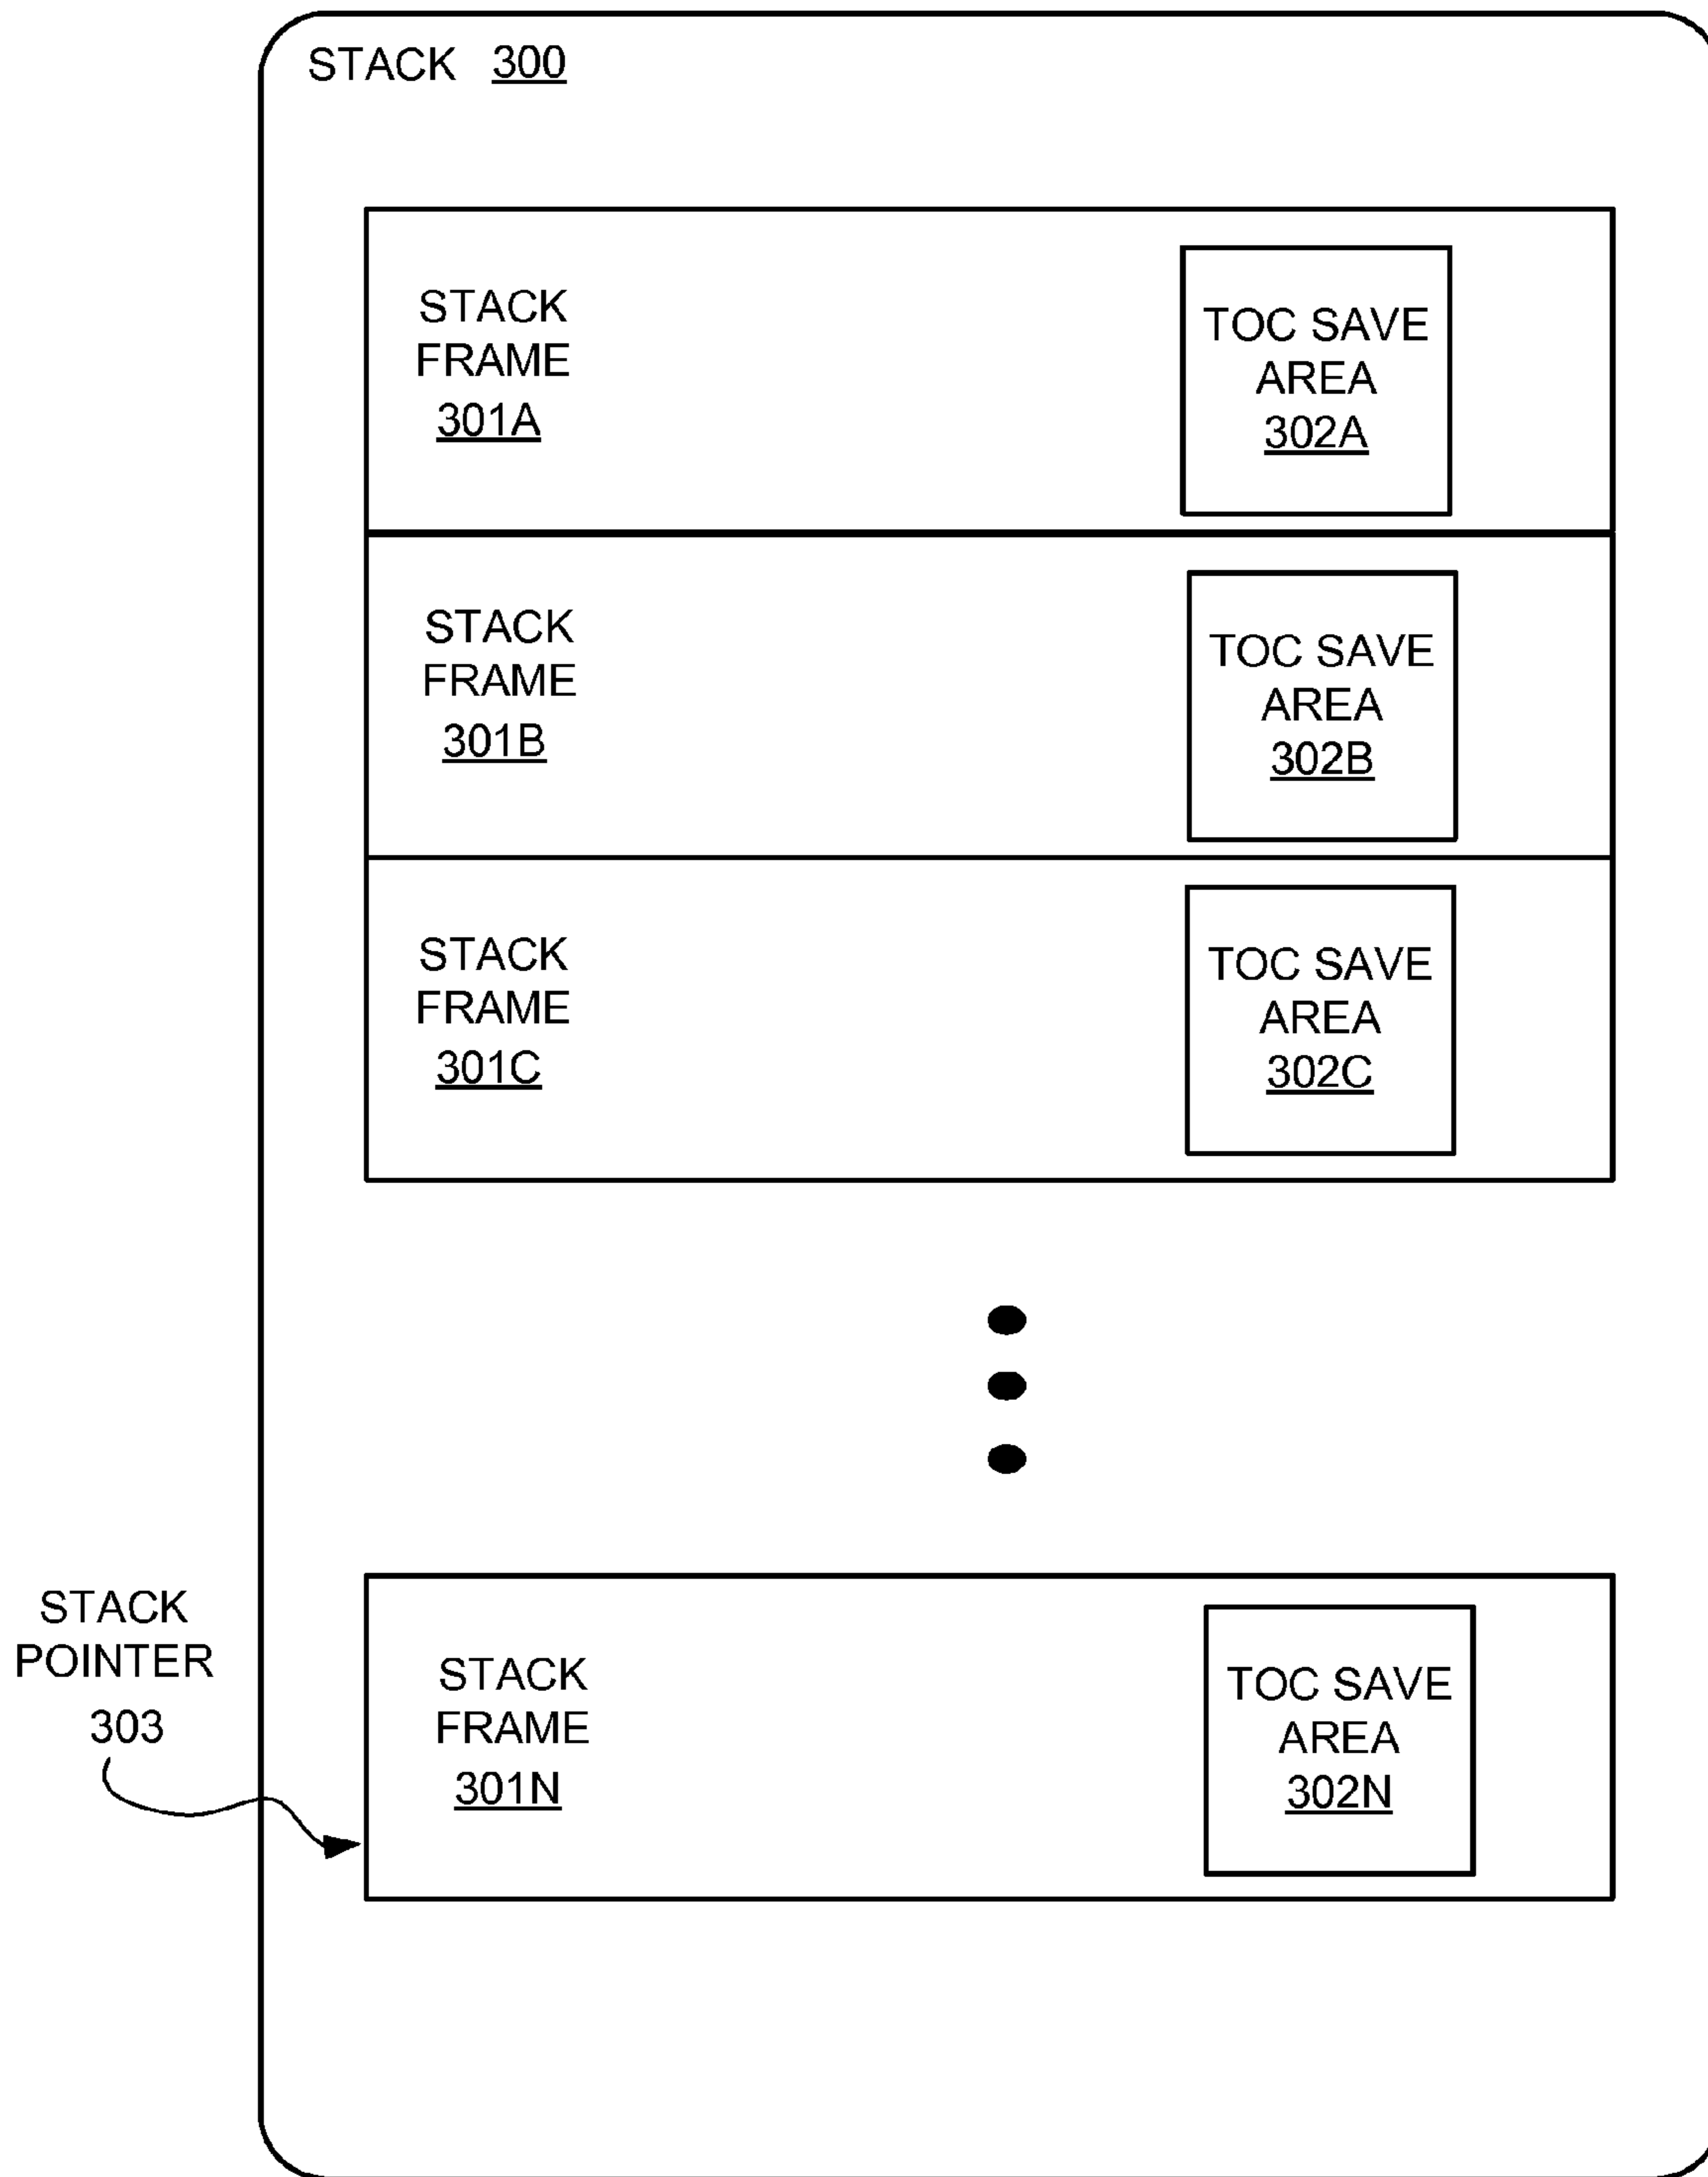 STACK 300
STACK
FRAME
301A
TOC SAVE
AREA
302A
STACK
FRAME
301B
TOC SAVE
AREA
302B
STACK
FRAME
301C
TOC SAVE
AREA
302C
STACK
POINTER
303
STACK
FRAME
301N
TOC SAVE
AREA
302N